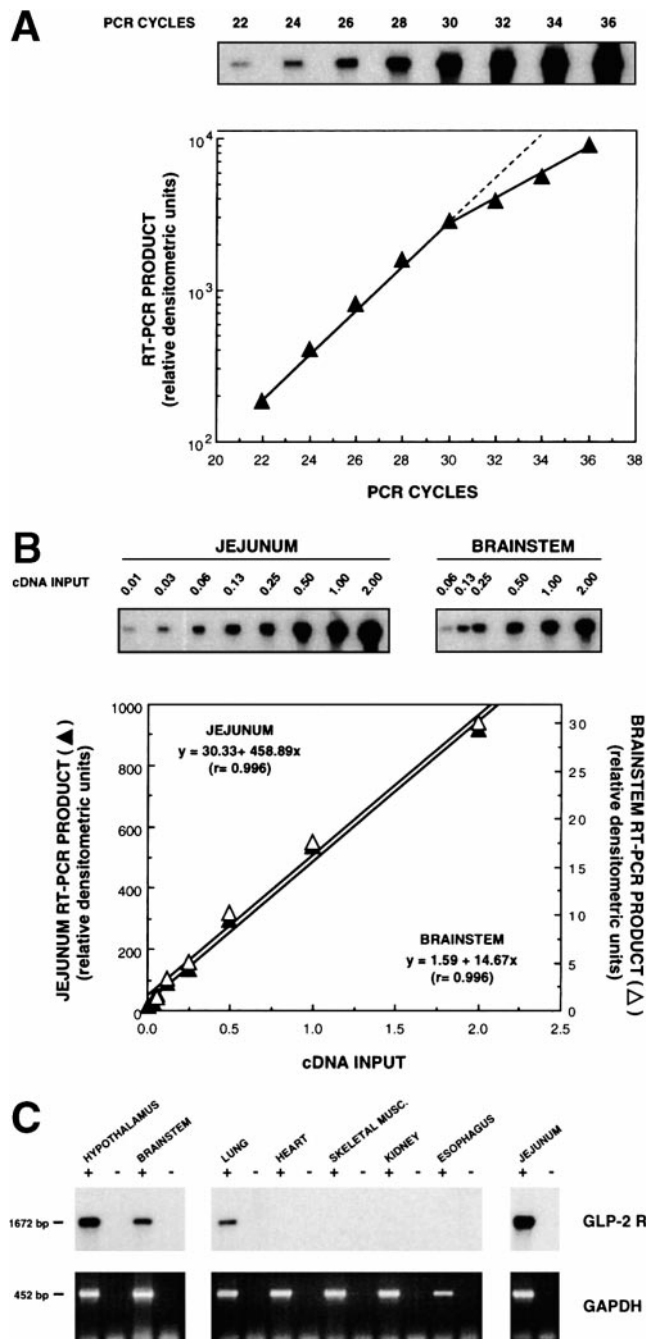 A
PCR CYCLES 22 24 26 28 30 32 34 36
RT-PCR PRODUCT
(relative densitometric units)
10^4
10^3
10^2
20 22 24 26 28 30 32 34 36 38
PCR CYCLES
B
JEJUNUM BRAINSTEM
cDNA INPUT 0.01 0.03 0.06 0.13 0.25 0.50 1.00 2.00 0.06 0.13 0.25 0.50 1.00 2.00
JEJUNUM RT-PCR PRODUCT (▲)
(relative densitometric units)
1000
800
600
400
200
0
JEJUNUM
y = 30.33+ 458.89x
(r= 0.996)
BRAINSTEM
y = 1.59 + 14.67x
(r= 0.996)
30
25
20
15
10
5
0
BRAINSTEM RT-PCR PRODUCT (△)
(relative densitometric units)
0.0 0.5 1.0 1.5 2.0 2.5
cDNA INPUT
C
HYPOTHALAMUS BRAINSTEM LUNG HEART SKELETAL MUSC. KIDNEY ESOPHAGUS JEJUNUM
+ - + - + - + - + - + - + - + -
1672 bp GLP-2 R
452 bp GAPDH